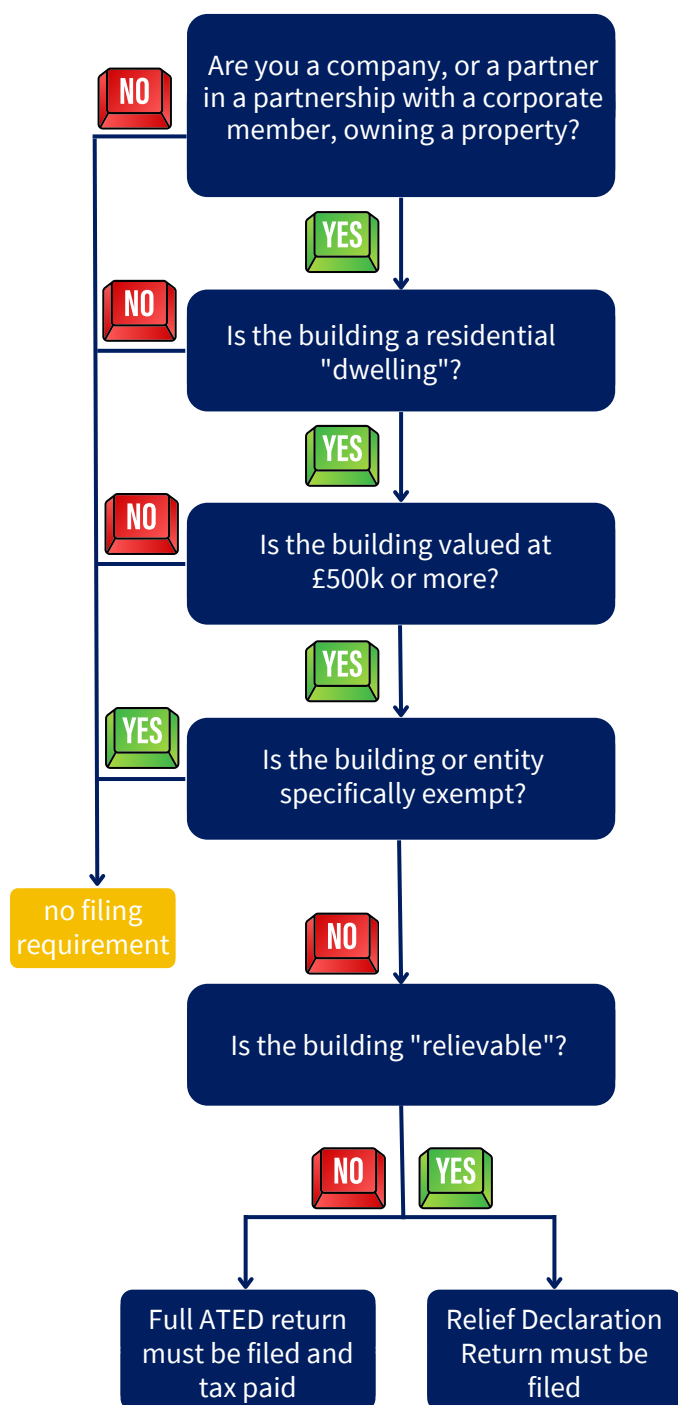 Are you a company, or a partner
in a partnership with a corporate
member, owning a property?
NO
YES
Is the building a residential
"dwelling"?
NO
YES
Is the building valued at
£500k or more?
NO
YES
Is the building or entity
specifically exempt?
YES
no filing
requirement
NO
Is the building "relievable"?
NO
YES
Full ATED return
must be filed and
tax paid
Relief Declaration
Return must be
filed